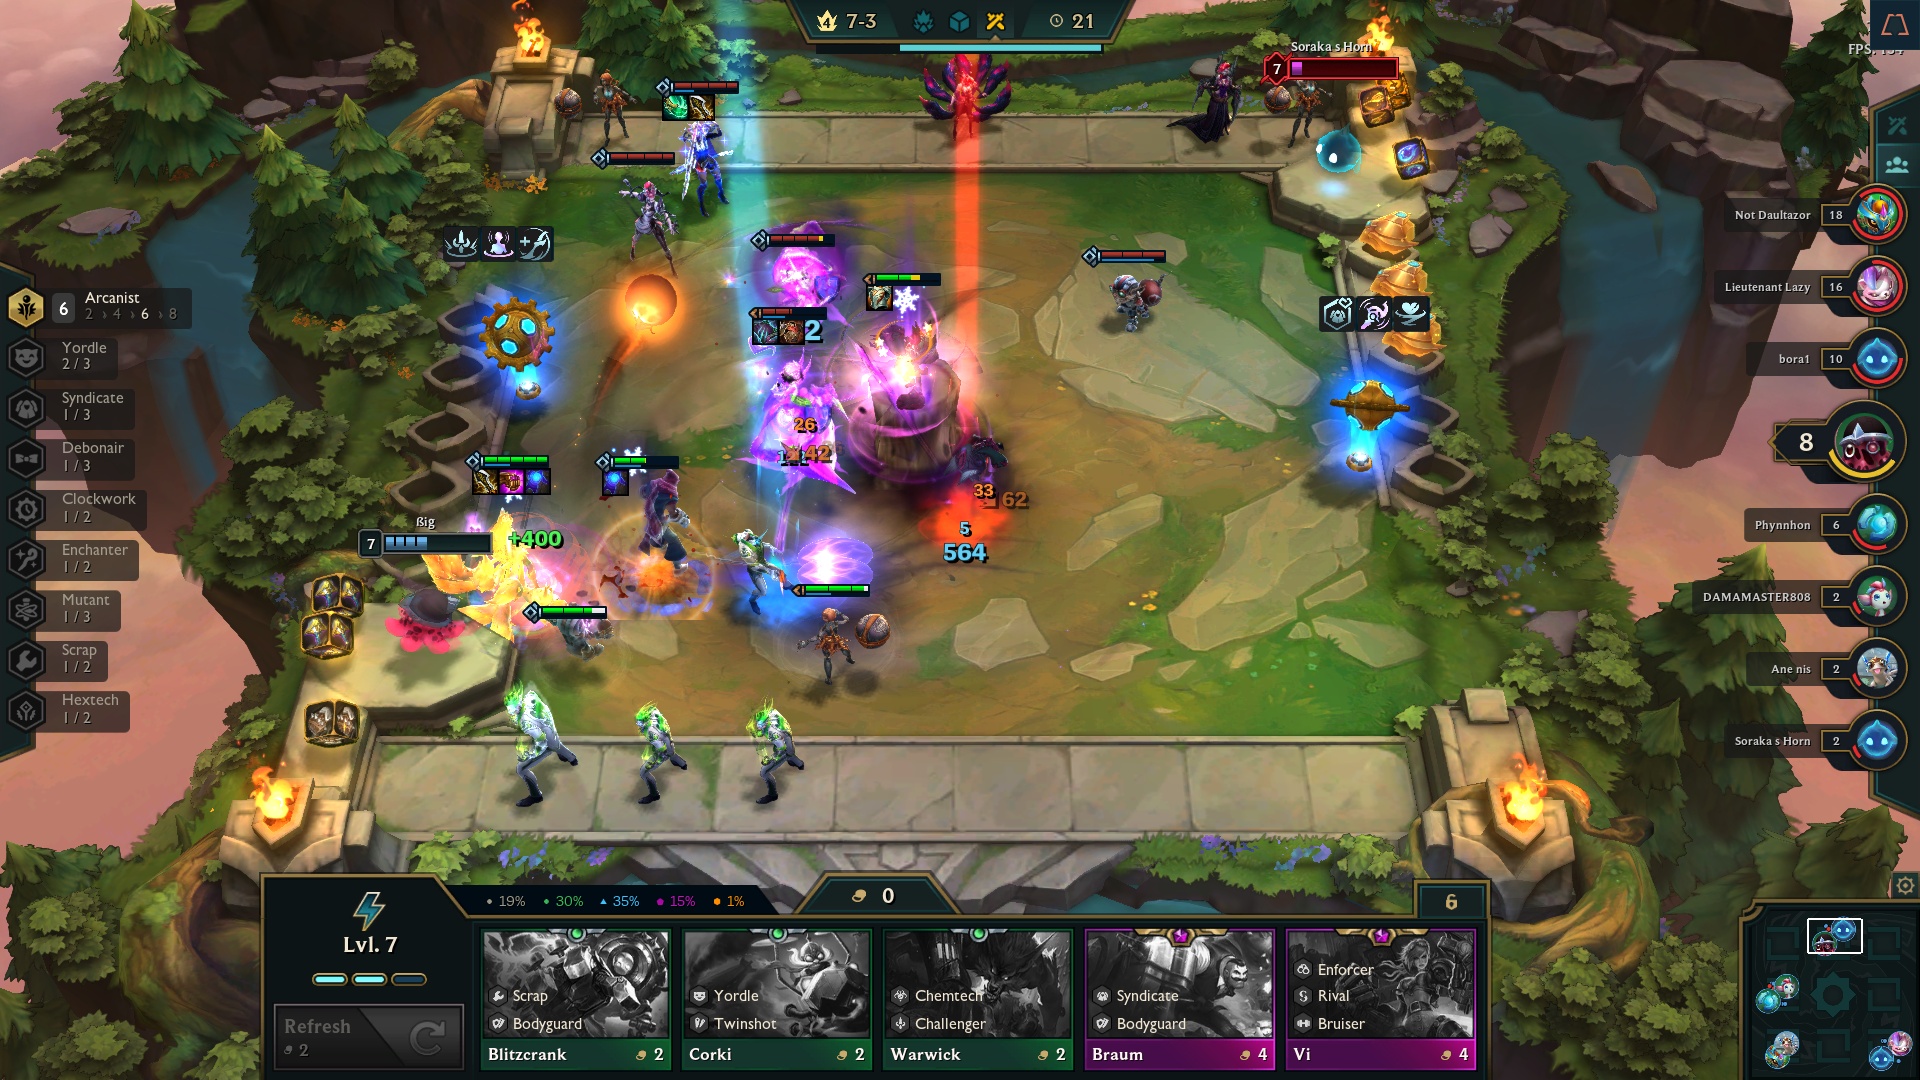 4 7-3 21
Soraka s Horn
7
FPS:
Not Daultazor 18
Lieutenant Lazy 16
bora1 10
8
Phynnhon 6
DAMAMASTER808 2
Ane nis 2
Soraka s Horn 2
6 Arcanist
2 › 4 › 6 › 8
Yordle
2 / 3
Syndicate
1 / 3
Debonair
1 / 3
Clockwork
1 / 2
Enchanter
1 / 2
Mutant
1 / 3
Scrap
1 / 2
Hextech
1 / 2
2
26
42
33
62
5
564
ßig
7
+400
Lvl. 7
19% 30% 35% 15% 1%
0
6
Refresh
2
Scrap
Bodyguard
Blitzcrank 2
Yordle
Twinshot
Corki 2
Chemtech
Challenger
Warwick 2
Syndicate
Bodyguard
Braum 4
Enforcer
Rival
Bruiser
Vi 4